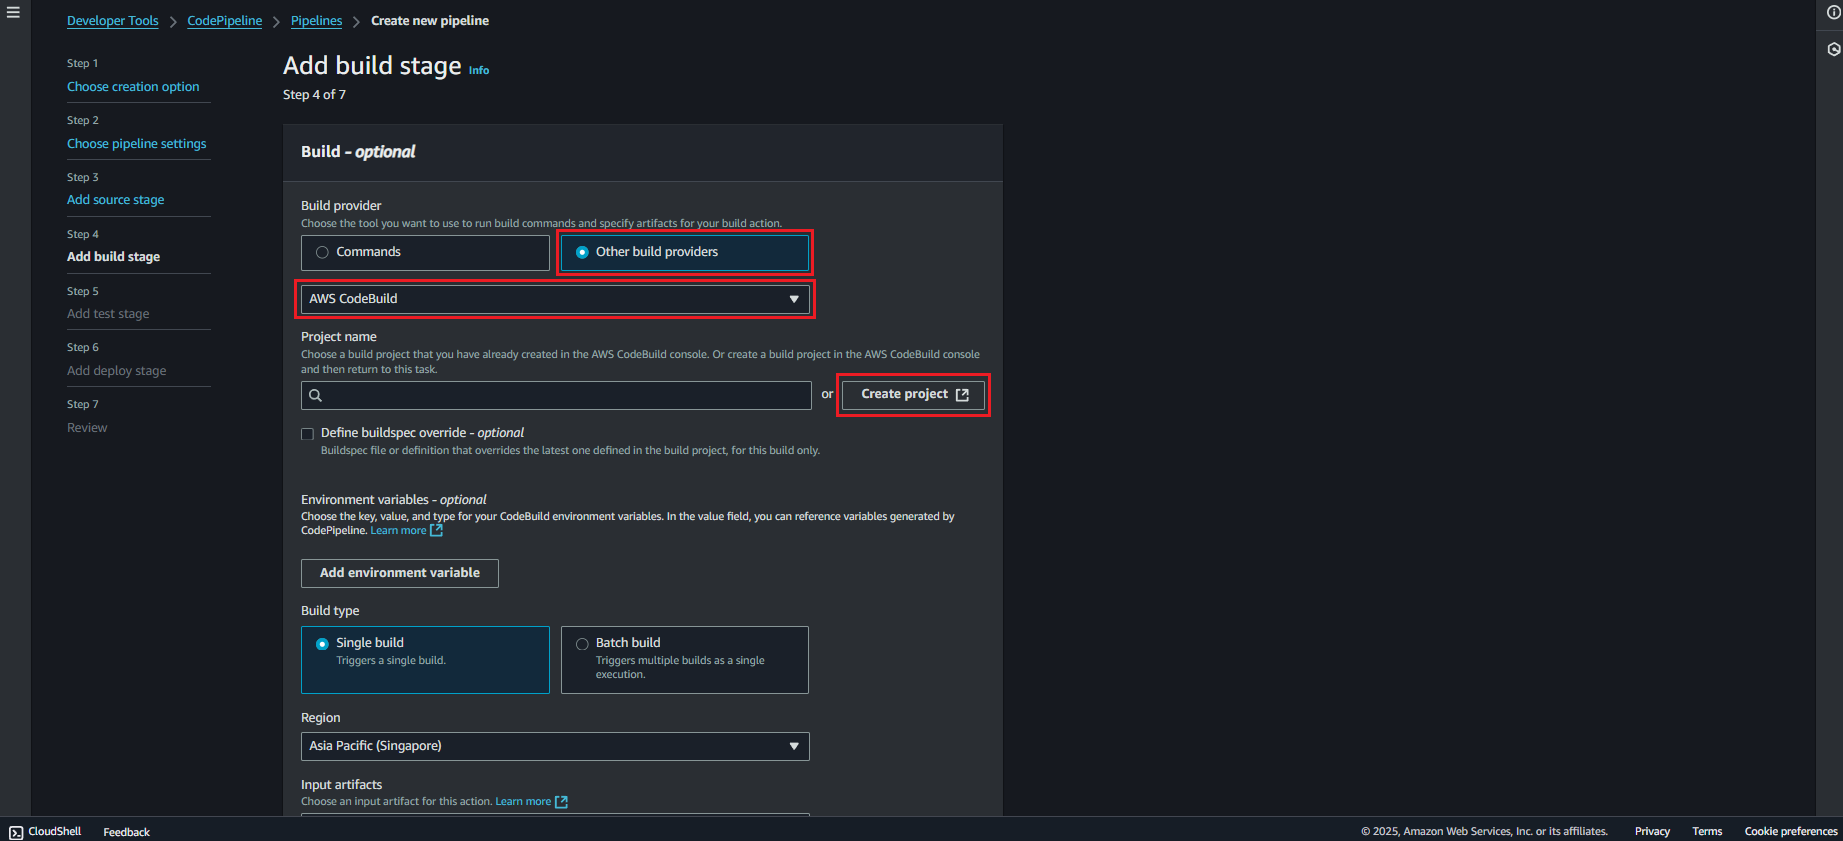 Developer Tools > CodePipeline > Pipelines > Create new pipeline
Step 1
Choose creation option
Step 2
Choose pipeline settings
Step 3
Add source stage
Step 4
Add build stage
Step 5
Add test stage
Step 6
Add deploy stage
Step 7
Review
Add build stage Info
Step 4 of 7
Build - optional
Build provider
Choose the tool you want to use to run build commands and specify artifacts for your build action.
Commands
Other build providers
AWS CodeBuild
Project name
Choose a build project that you have already created in the AWS CodeBuild console. Or create a build project in the AWS CodeBuild console
and then return to this task.
or
Create project
Define buildspec override - optional
Buildspec file or definition that overrides the latest one defined in the build project, for this build only.
Environment variables - optional
Choose the key, value, and type for your CodeBuild environment variables. In the value field, you can reference variables generated by
CodePipeline. Learn more
Add environment variable
Build type
Single build
Triggers a single build.
Batch build
Triggers multiple builds as a single
execution.
Region
Asia Pacific (Singapore)
Input artifacts
Choose an input artifact for this action. Learn more
CloudShell Feedback © 2025, Amazon Web Services, Inc. or its affiliates. Privacy Terms Cookie preferences